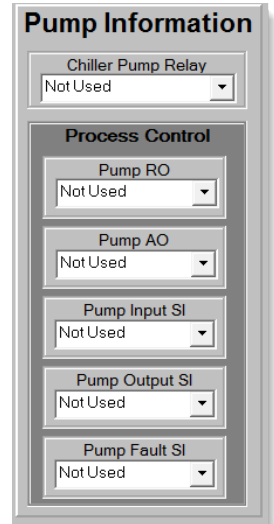 Pump Information
Chiller Pump Relay
Not Used
Process Control
Pump RO
Not Used
Pump AO
Not Used
Pump Input SI
Not Used
Pump Output SI
Not Used
Pump Fault SI
Not Used